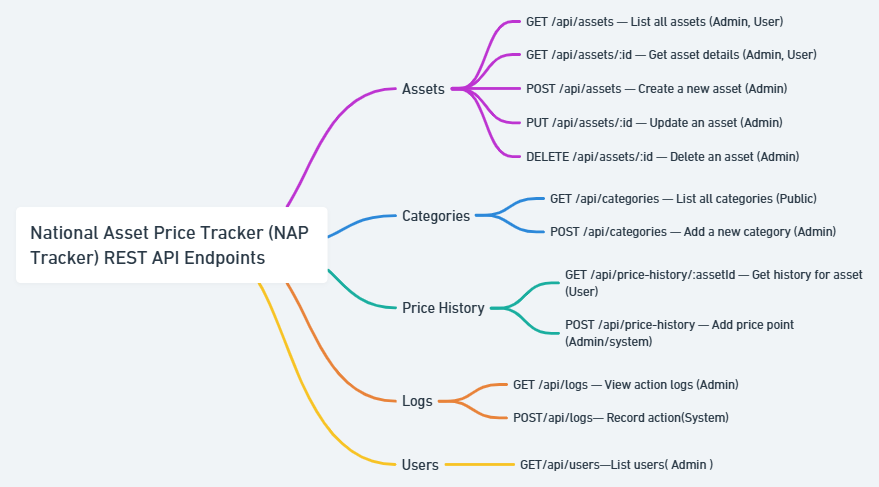 National Asset Price Tracker (NAP
Tracker) REST API Endpoints
Assets
GET /api/assets — List all assets (Admin, User)
GET /api/assets/:id — Get asset details (Admin, User)
POST /api/assets — Create a new asset (Admin)
PUT /api/assets/:id — Update an asset (Admin)
DELETE /api/assets/:id — Delete an asset (Admin)
Categories
GET /api/categories — List all categories (Public)
POST /api/categories — Add a new category (Admin)
Price History
GET /api/price-history/:assetId — Get history for asset
(User)
POST /api/price-history — Add price point
(Admin/system)
Logs
GET /api/logs — View action logs (Admin)
POST/api/logs— Record action(System)
Users
GET/api/users—List users( Admin )